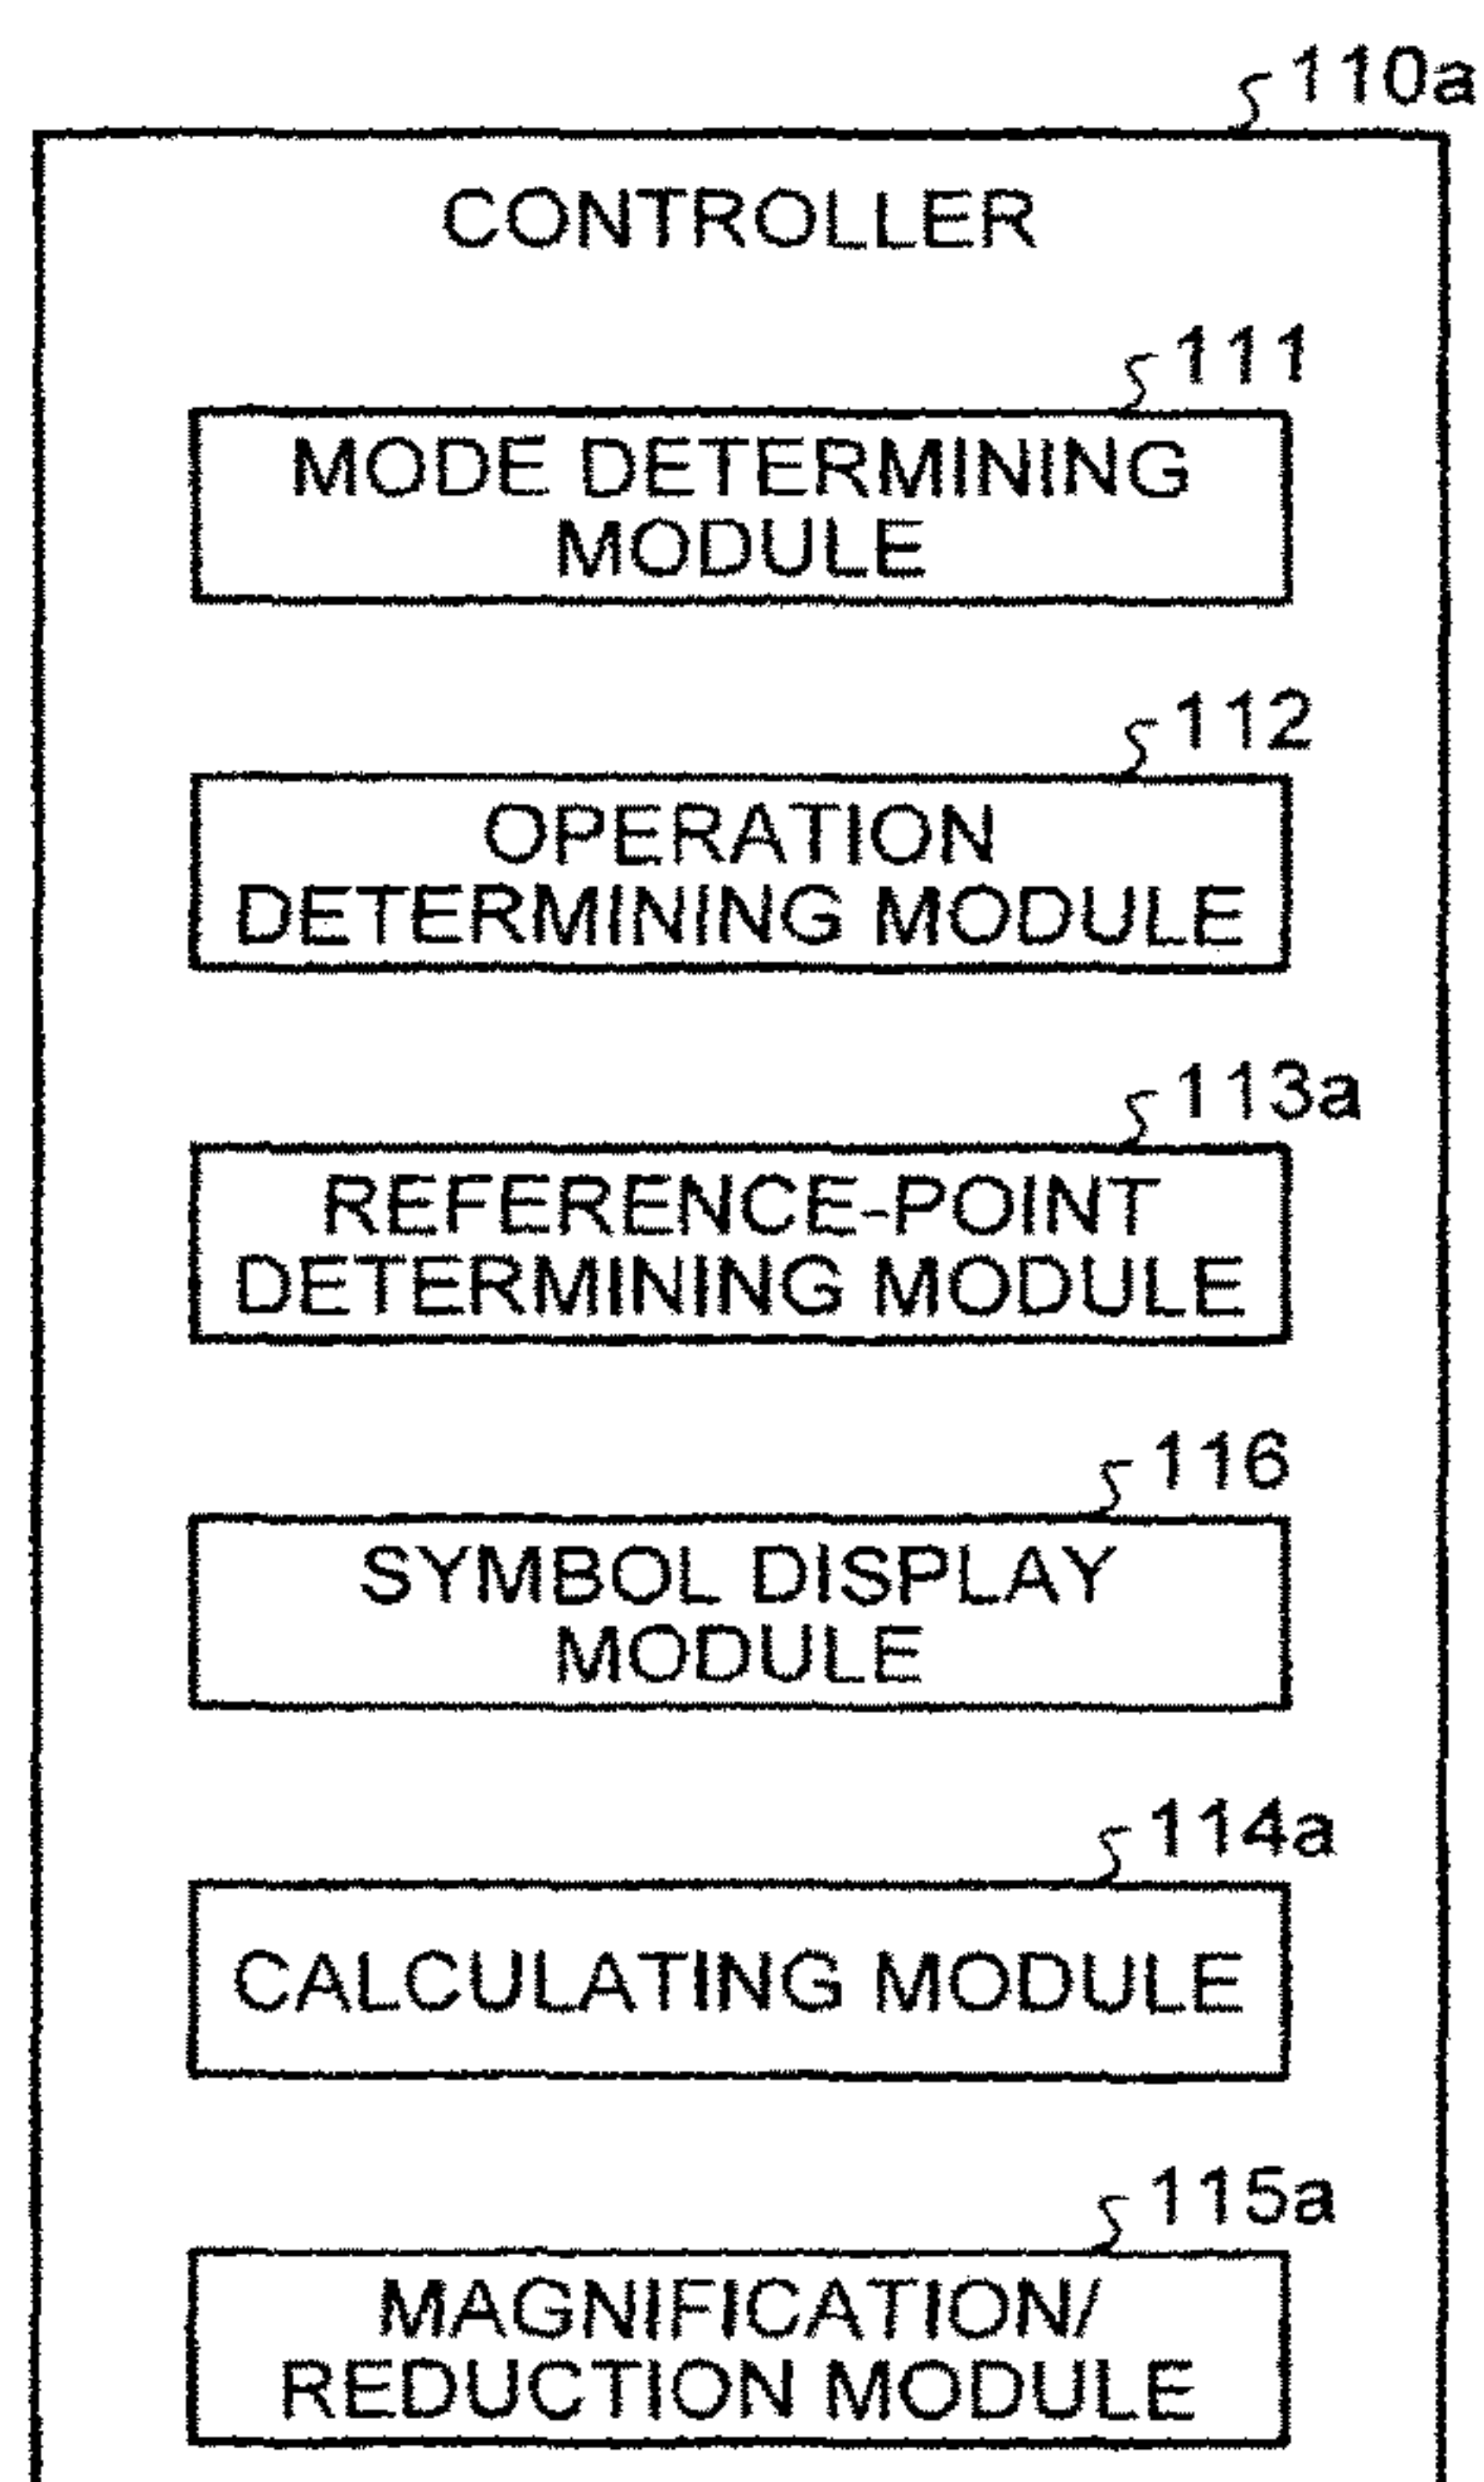 110a
CONTROLLER
111
MODE DETERMINING
MODULE
112
OPERATION
DETERMINING MODULE
113a
REFERENCE-POINT
DETERMINING MODULE
116
SYMBOL DISPLAY
MODULE
114a
CALCULATING MODULE
115a
MAGNIFICATION/
REDUCTION MODULE